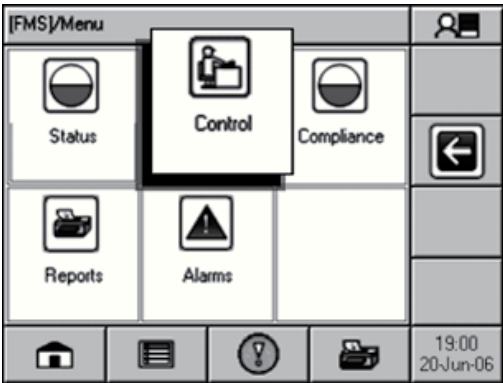 [FMS]/Menu
Status
Control
Compliance
Reports
Alarms
19:00
20-Jun-06